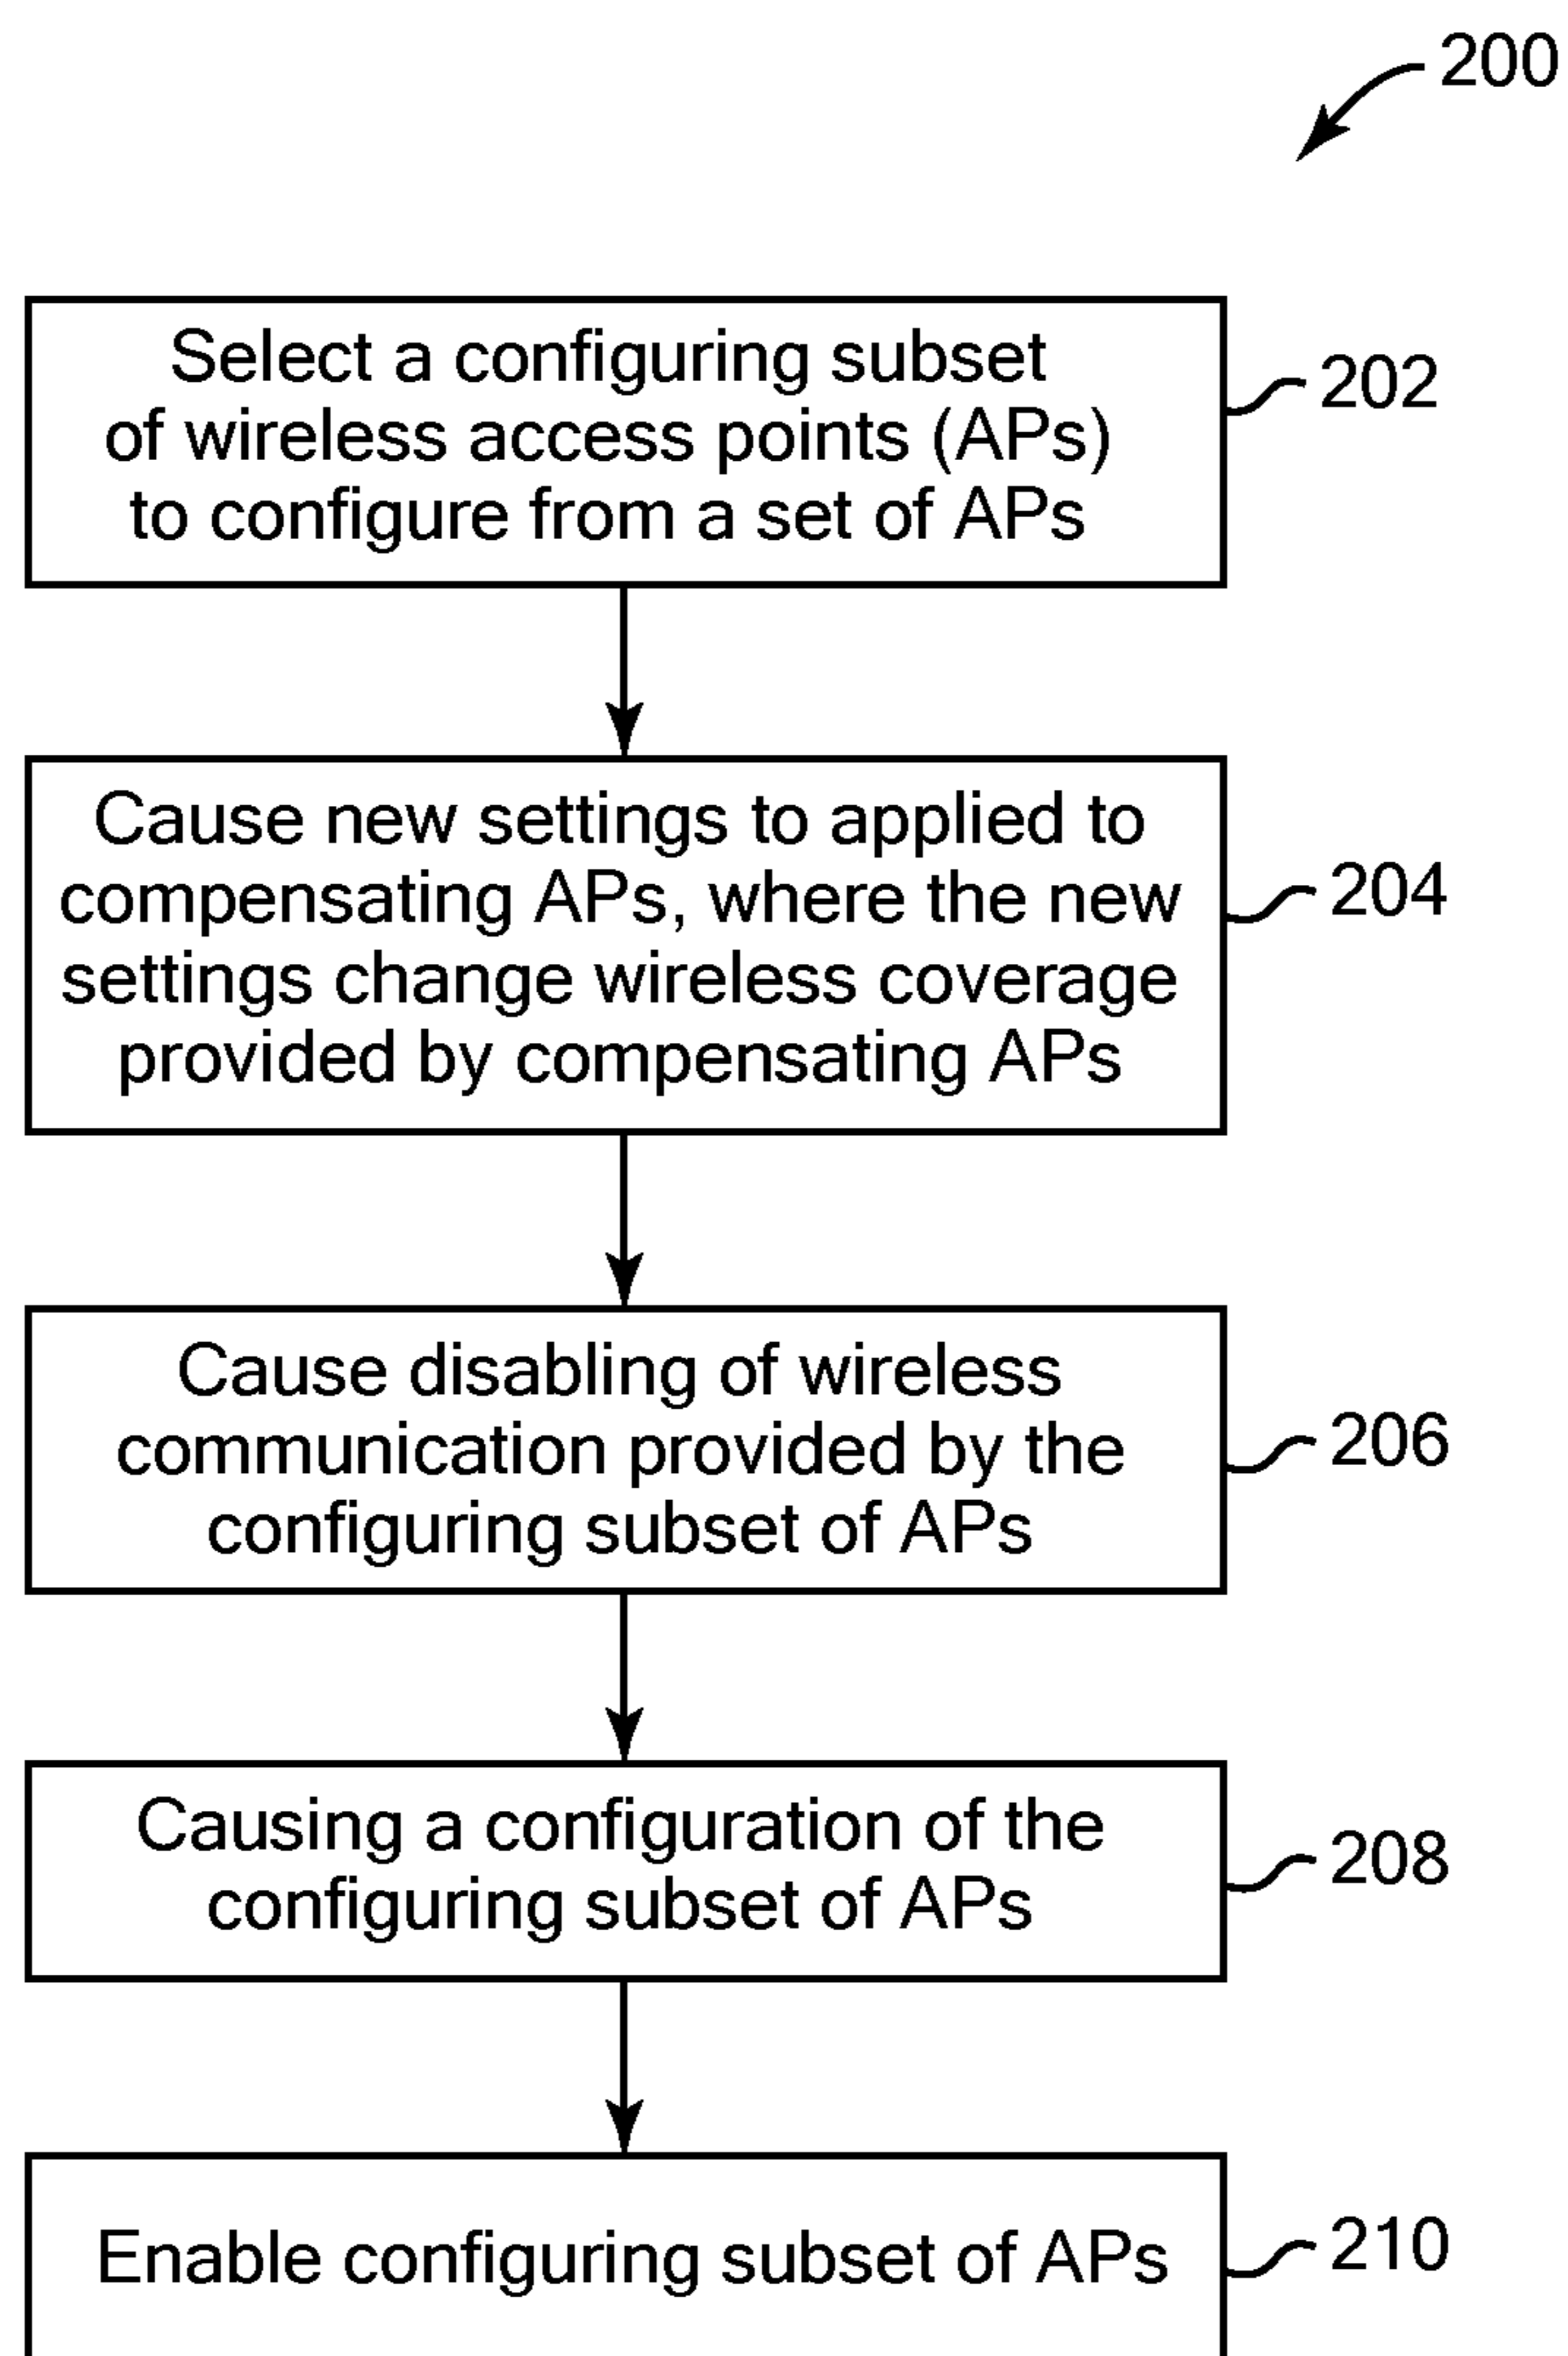 200
Select a configuring subset
of wireless access points (APs)
to configure from a set of APs
202
Cause new settings to applied to
compensating APs, where the new
settings change wireless coverage
provided by compensating APs
204
Cause disabling of wireless
communication provided by the
configuring subset of APs
206
Causing a configuration of the
configuring subset of APs
208
Enable configuring subset of APs
210